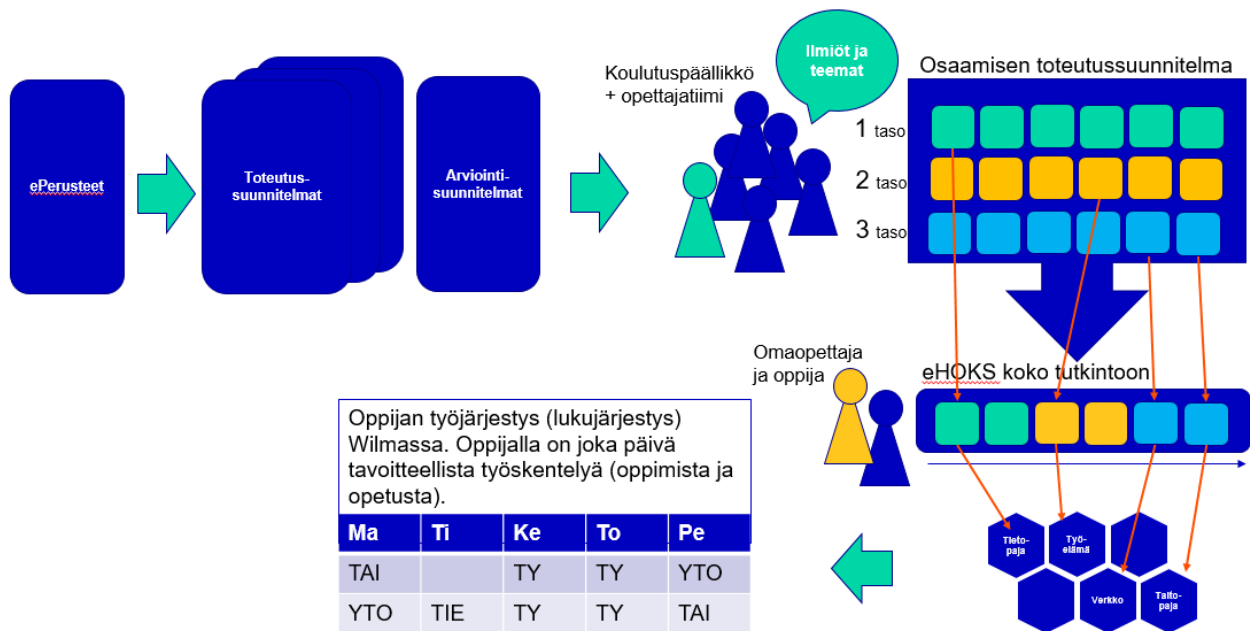 ePerusteet
Toteutus-
suunnitelmat
Arviointi-
suunnitelmat
Koulutuspäällikkö
+ opettajatiimi
Ilmiöt ja
teemat
Osaamisen toteutussuunnitelma
1 taso
2 taso
3 taso
Omaopettaja
ja oppija
eHOKS koko tutkintoon
Tieto-
paja
Työ-
elämä
Verkko
Taito-
paja
Oppijan työjärjestys (lukujärjestys)
Wilmassa. Oppijalla on joka päivä
tavoitteellista työskentelyä (oppimista ja
opetusta).
Ma Ti Ke To Pe
TAI TY TY YTO
YTO TIE TY TY TAI